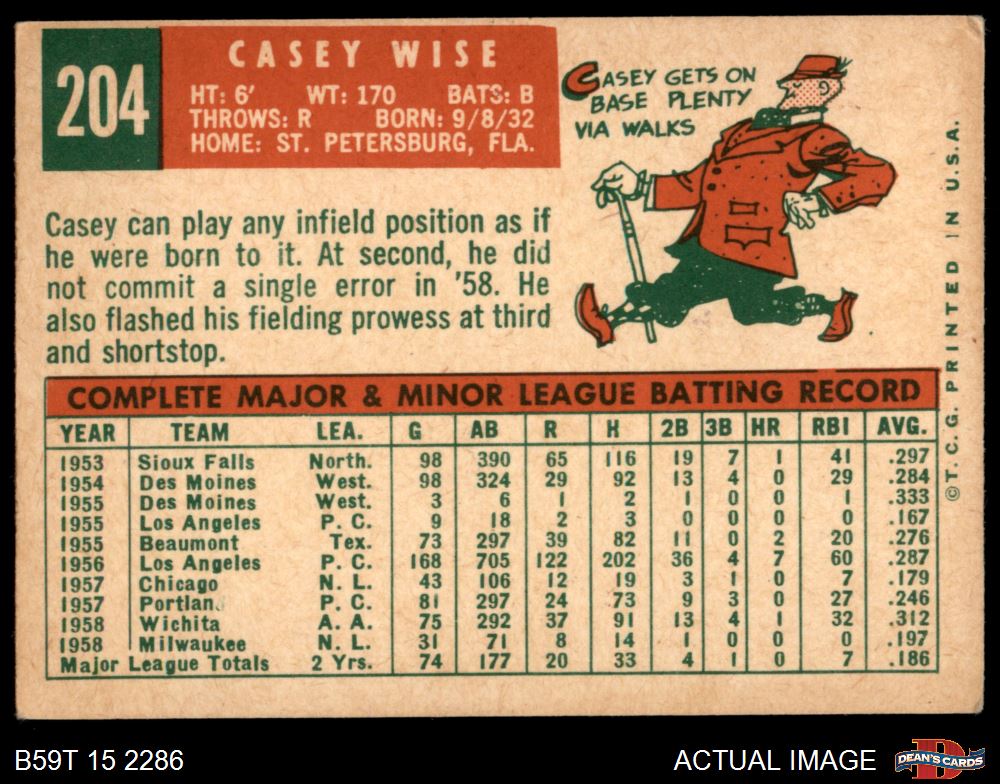 204
CASEY WISE
HT: 6' WT: 170 BATS: B
THROWS: R BORN: 9/8/32
HOME: ST. PETERSBURG, FLA.
CASEY GETS ON
BASE PLENTY
VIA WALKS
Casey can play any infield position as if
he were born to it. At second, he did
not commit a single error in '58. He
also flashed his fielding prowess at third
and shortstop.
COMPLETE MAJOR & MINOR LEAGUE BATTING RECORD
YEAR TEAM LEA. G AB R H 2B 3B HR RBI AVG.
1953 Sioux Falls North. 98 390 65 116 19 7 1 41 .297
1954 Des Moines West. 98 324 29 92 13 4 0 29 .284
1955 Des Moines West. 3 6 1 2 1 0 0 1 .333
1955 Los Angeles P. C. 9 18 2 3 0 0 0 0 .167
1955 Beaumont Tex. 73 297 39 82 11 0 2 20 .276
1956 Los Angeles P. C. 168 705 122 202 36 4 7 60 .287
1957 Chicago N. L. 43 106 12 19 3 1 0 7 .179
1957 Portland P. C. 81 297 24 73 9 3 0 27 .246
1958 Wichita A. A. 75 292 37 91 13 4 1 32 .312
1958 Milwaukee N. L. 31 71 8 14 1 0 0 0 .197
Major League Totals 2 Yrs. 74 177 20 33 4 1 0 7 .186
©T. C. G. PRINTED IN U.S.A.
B59T 15 2286
ACTUAL IMAGE
DEAN'S CARDS